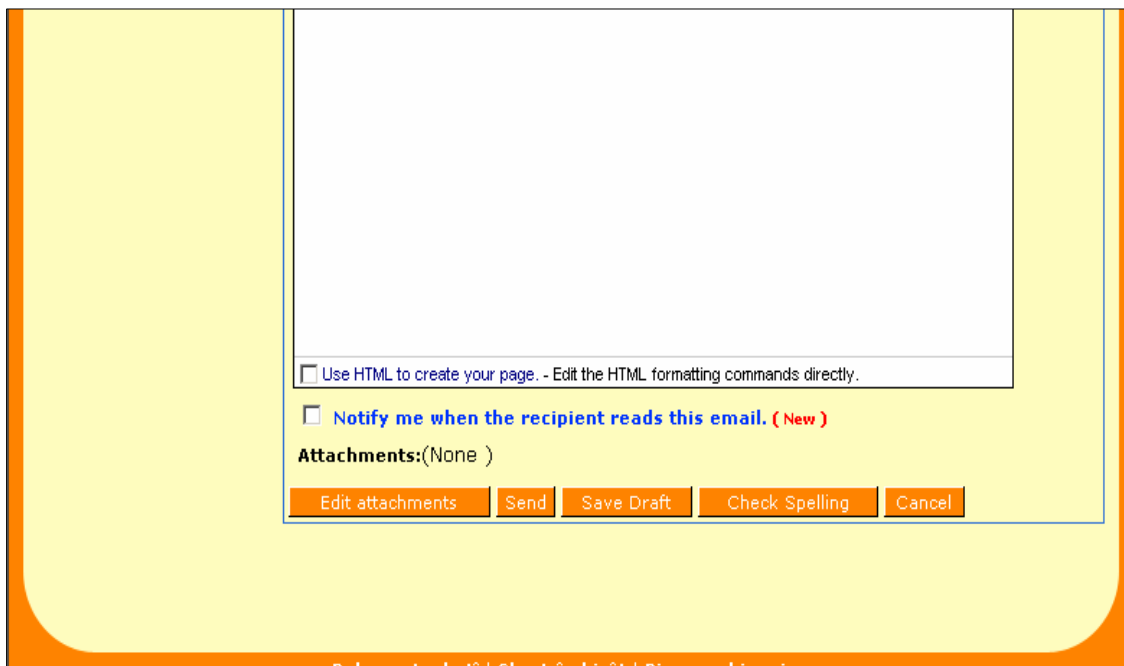 Use HTML to create your page. - Edit the HTML formatting commands directly.
Notify me when the recipient reads this email. ( New )
Attachments:(None )
Edit attachments Send Save Draft Check Spelling Cancel